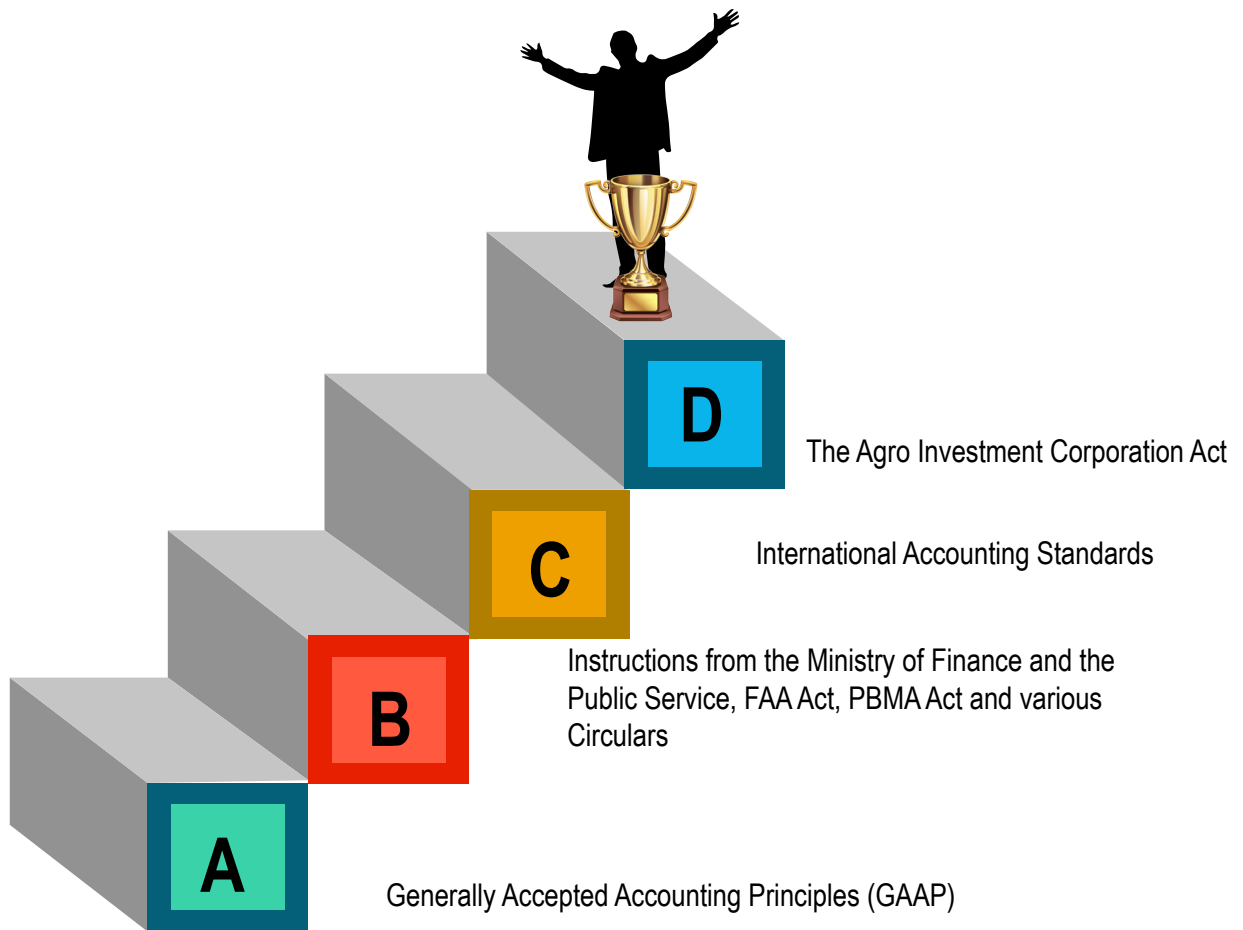 D
The Agro Investment Corporation Act
C
International Accounting Standards
B
Instructions from the Ministry of Finance and the
Public Service, FAA Act, PBMA Act and various
Circulars
A
Generally Accepted Accounting Principles (GAAP)